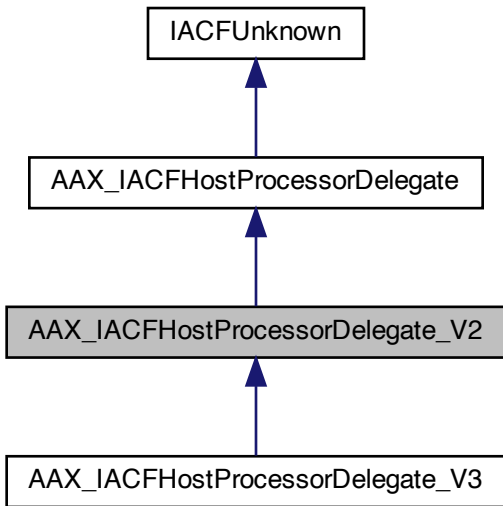 IACFUnknown
AAX_IACFHostProcessorDelegate
AAX_IACFHostProcessorDelegate_V2
AAX_IACFHostProcessorDelegate_V3